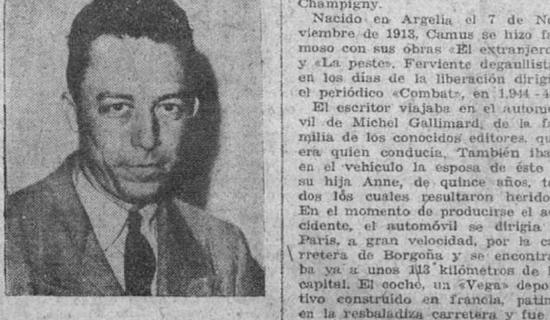 Champigny.
Nacido en Argelia el 7 de No
viembre de 1913, Camus se hizo fa
moso con sus obras «El extranjero
y «La peste». Ferviente degaullista
en los días de la liberación dirigi
el periódico «Combat», en 1.944 - 4
El escritor viajaba en el automó
vil de Michel Gallimard, de la fa
milia de los conocidos editores, qu
era quien conducía. También iba
en el vehículo la esposa de éste
su hija Anne, de quince años, to
dos los cuales resultaron herido
En el momento de producirse el ac
cidente, el automóvil se dirigía
París, a gran velocidad, por la ca
rretera de Borgoña y se encontra
ba ya a unos 113 kilómetros de
capital. El coche, un «Vega» depo
tivo construído en francia, patin
en la resbaladiza carretera y fue